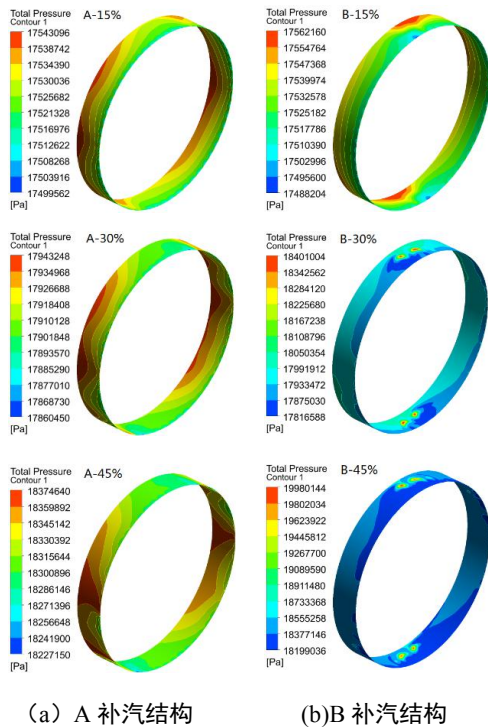 Total Pressure
Contour 1
A-15%
17543096
17538742
17534390
17530036
17525682
17521328
17516976
17512622
17508268
17503916
17499562
[Pa]
Total Pressure
Contour 1
B-15%
17562160
17554764
17547368
17539974
17532578
17525182
17517786
17510390
17502996
17495600
17488204
[Pa]
Total Pressure
Contour 1
A-30%
17943248
17934968
17926688
17918408
17910128
17901848
17893570
17885290
17877010
17868730
17860450
[Pa]
Total Pressure
Contour 1
B-30%
18401004
18342562
18284120
18225680
18167238
18108796
18050354
17991912
17933472
17875030
17816588
[Pa]
Total Pressure
Contour 1
A-45%
18374640
18359892
18345142
18330392
18315644
18300896
18286146
18271396
18256648
18241900
18227150
[Pa]
Total Pressure
Contour 1
B-45%
19980144
19802034
19623922
19445812
19267700
19089590
18911480
18733368
18555258
18377146
18199036
[Pa]
（a）A 补汽结构
(b)B 补汽结构